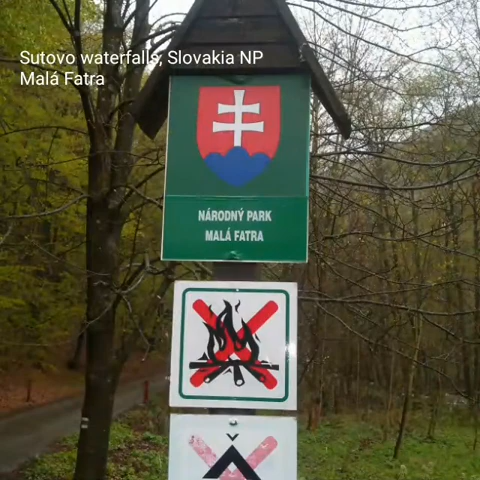 Sutovo waterfalls, Slovakia NP
Malá Fatra
NÁRODNÝ PARK
MALÁ FATRA